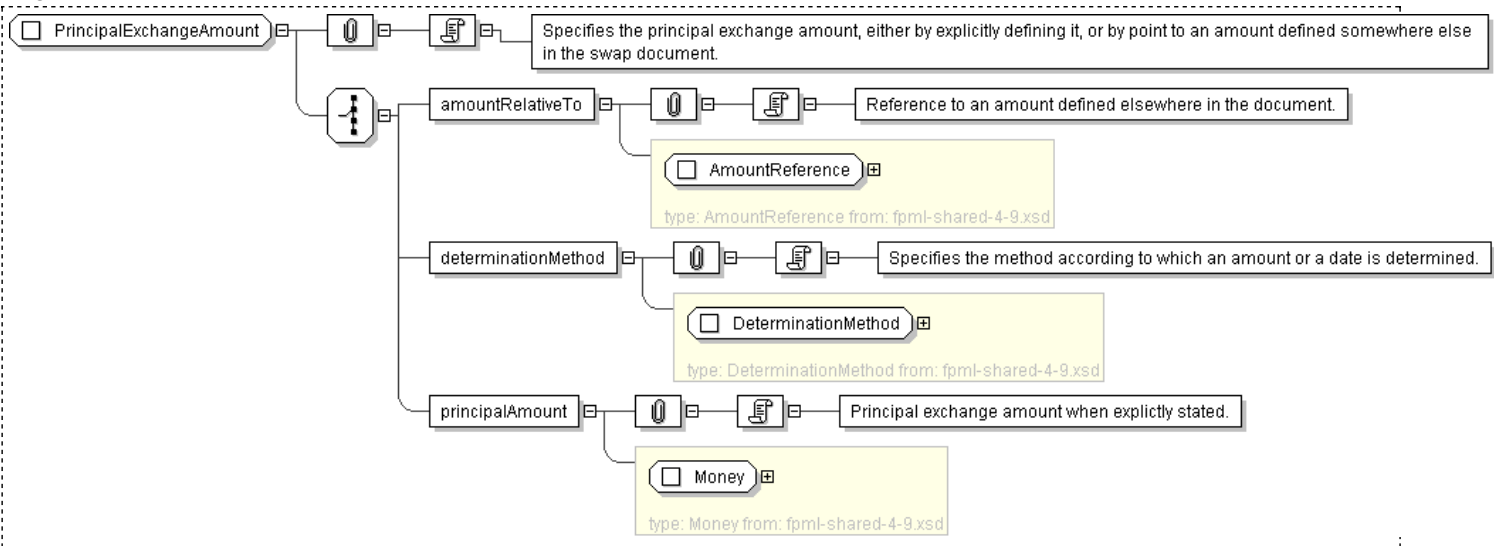 PrincipalExchangeAmount
Specifies the principal exchange amount, either by explicitly defining it, or by point to an amount defined somewhere else
in the swap document.
amountRelativeTo
Reference to an amount defined elsewhere in the document.
AmountReference
type: AmountReference from: fpml-shared-4-9.xsd
determinationMethod
Specifies the method according to which an amount or a date is determined.
DeterminationMethod
type: DeterminationMethod from: fpml-shared-4-9.xsd
principalAmount
Principal exchange amount when explictly stated.
Money
type: Money from: fpml-shared-4-9.xsd